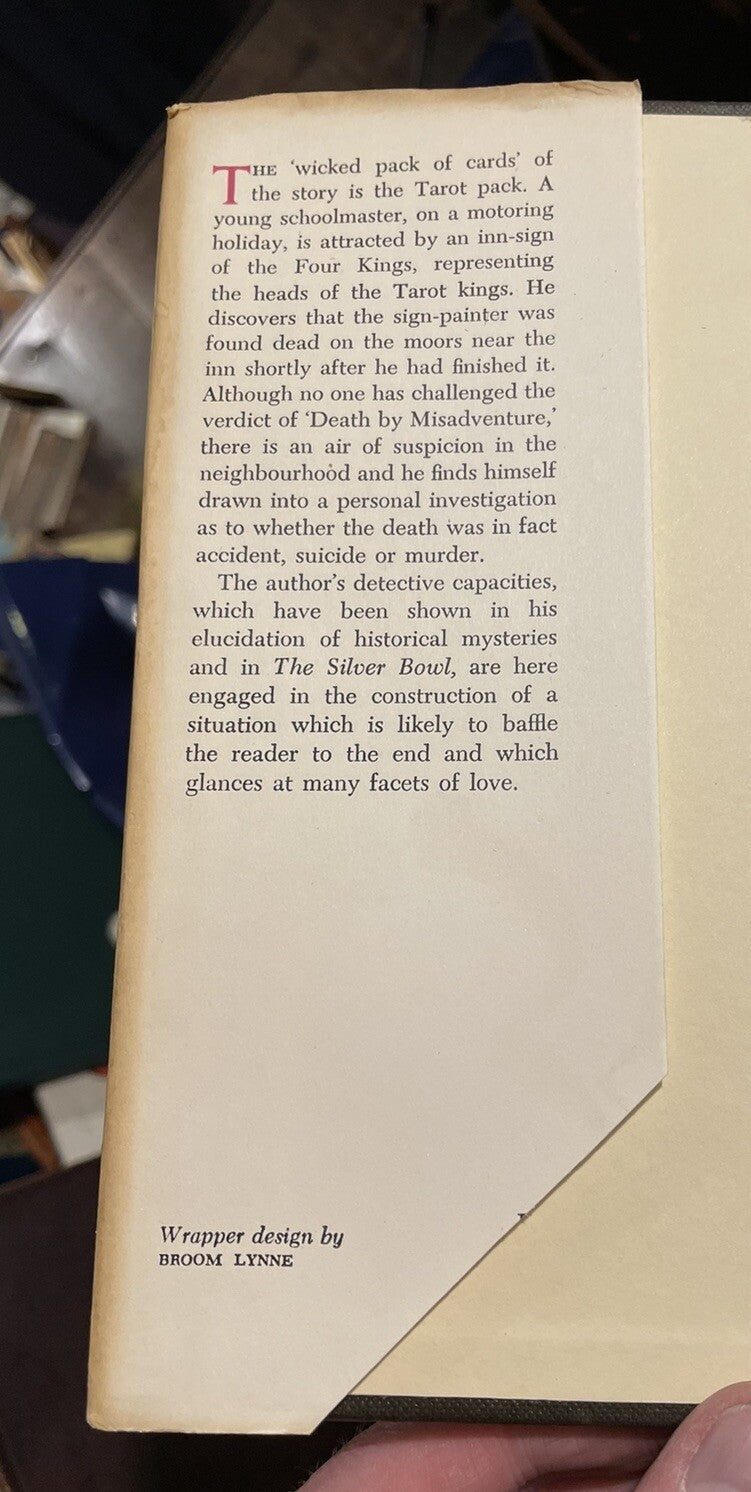 THE 'wicked pack of cards' of
the story is the Tarot pack. A
young schoolmaster, on a motoring
holiday, is attracted by an inn-sign
of the Four Kings, representing
the heads of the Tarot kings. He
discovers that the sign-painter was
found dead on the moors near the
inn shortly after he had finished it.
Although no one has challenged the
verdict of 'Death by Misadventure,'
there is an air of suspicion in the
neighbourhood and he finds himself
drawn into a personal investigation
as to whether the death was in fact
accident, suicide or murder.
The author's detective capacities,
which have been shown in his
elucidation of historical mysteries
and in The Silver Bowl, are here
engaged in the construction of a
situation which is likely to baffle
the reader to the end and which
glances at many facets of love.
Wrapper design by
BROOM LYNNE